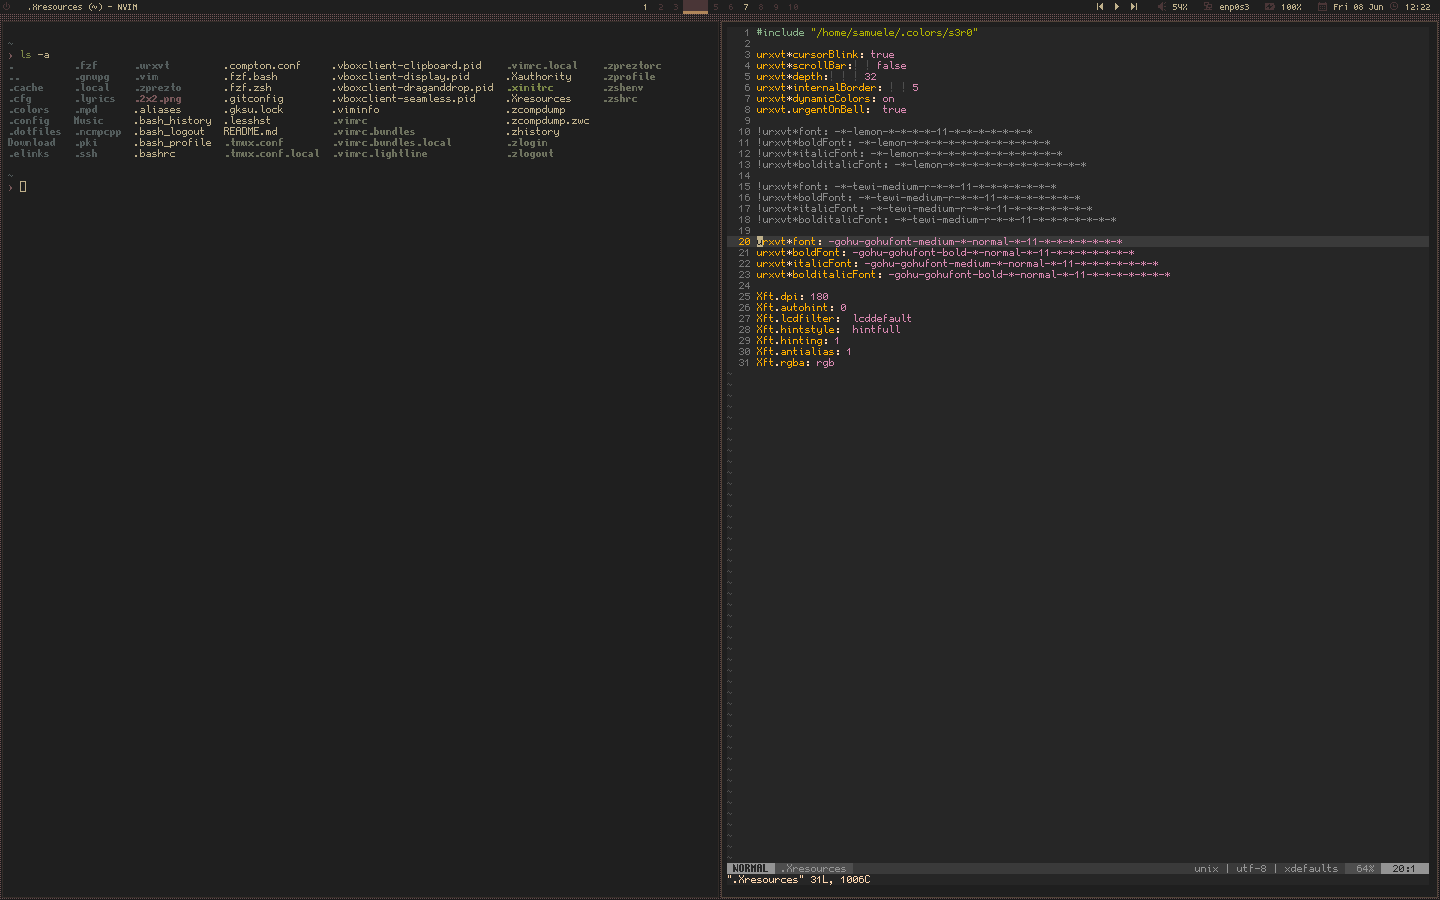 .Xresources (~) - NVIM 1 2 3 5 6 7 8 9 10 54% enp0s3 100% Fri 08 Jun 12:22
~
› ls -a
. .fzf .urxvt .compton.conf .vboxclient-clipboard.pid .vimrc.local .zpreztorc
.. .gnupg .vim .fzf.bash .vboxclient-display.pid .Xauthority .zprofile
.cache .local .zprezto .fzf.zsh .vboxclient-draganddrop.pid .xinitrc .zshenv
.cfg .lyrics .2x2.png .gitconfig .vboxclient-seamless.pid .Xresources .zshrc
.colors .mpd .aliases .gksu.lock .viminfo .zcompdump
.config Music .bash_history .lesshst .vimrc .zcompdump.zwc
.dotfiles .ncmpcpp .bash_logout README.md .vimrc.bundles .zhistory
Download .pki .bash_profile .tmux.conf .vimrc.bundles.local .zlogin
.elinks .ssh .bashrc .tmux.conf.local .vimrc.lightline .zlogout
~
›
1 #include "/home/samuele/.colors/s3r0"
2
3 urxvt*cursorBlink: true
4 urxvt*scrollBar:¦ ¦ false
5 urxvt*depth:¦ ¦ ¦ 32
6 urxvt*internalBorder: ¦ ¦ 5
7 urxvt*dynamicColors: on
8 urxvt.urgentOnBell:  true
9
10 !urxvt*font: -*-lemon-*-*-*-*-11-*-*-*-*-*-*-*
11 !urxvt*boldFont: -*-lemon-*-*-*-*-11-*-*-*-*-*-*-*
12 !urxvt*italicFont: -*-lemon-*-*-*-*-11-*-*-*-*-*-*-*
13 !urxvt*bolditalicFont: -*-lemon-*-*-*-*-11-*-*-*-*-*-*-*
14
15 !urxvt*font: -*-tewi-medium-r-*-*-11-*-*-*-*-*-*-*
16 !urxvt*boldFont: -*-tewi-medium-r-*-*-11-*-*-*-*-*-*-*
17 !urxvt*italicFont: -*-tewi-medium-r-*-*-11-*-*-*-*-*-*-*
18 !urxvt*bolditalicFont: -*-tewi-medium-r-*-*-11-*-*-*-*-*-*-*
19
20 urxvt*font: -gohu-gohufont-medium-*-normal-*-11-*-*-*-*-*-*-*
21 urxvt*boldFont: -gohu-gohufont-bold-*-normal-*-11-*-*-*-*-*-*-*
22 urxvt*italicFont: -gohu-gohufont-medium-*-normal-*-11-*-*-*-*-*-*-*
23 urxvt*bolditalicFont: -gohu-gohufont-bold-*-normal-*-11-*-*-*-*-*-*-*
24
25 Xft.dpi: 180
26 Xft.autohint: 0
27 Xft.lcdfilter:  lcddefault
28 Xft.hintstyle:  hintfull
29 Xft.hinting: 1
30 Xft.antialias: 1
31 Xft.rgba: rgb
NORMAL .Xresources unix | utf-8 | xdefaults 64% 20:1
".Xresources" 31L, 1006C